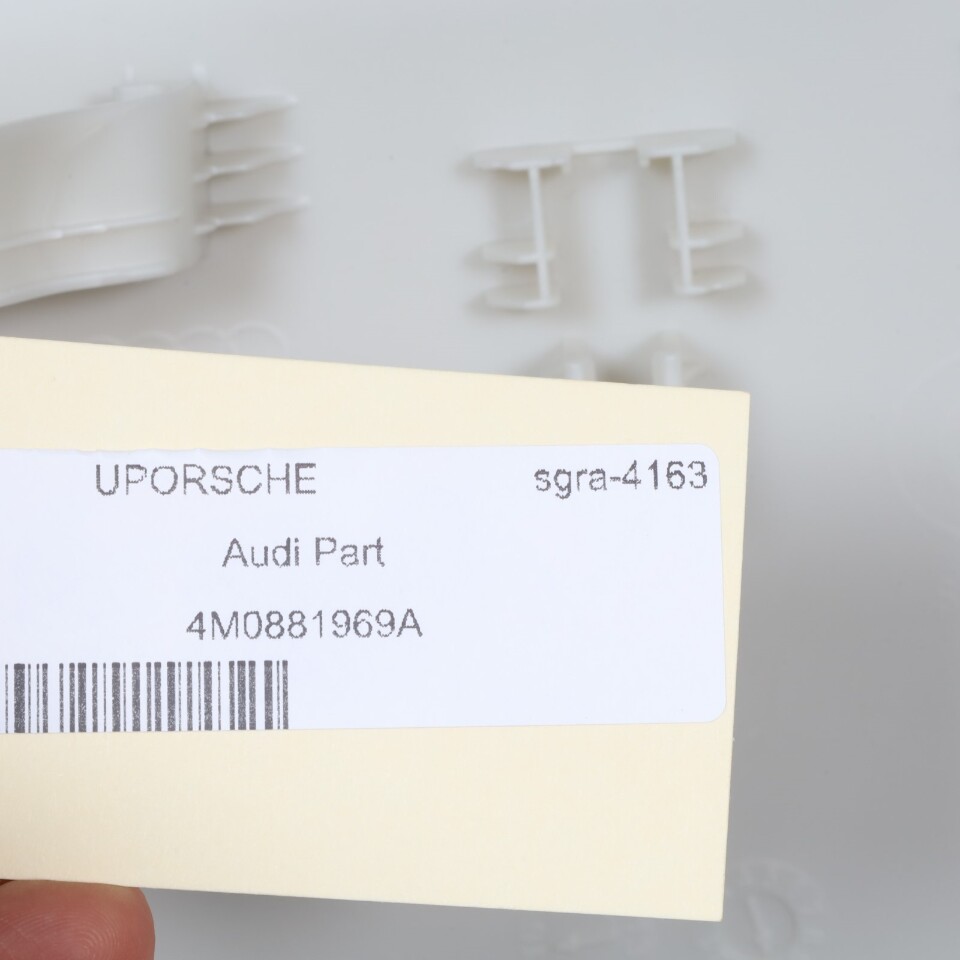 UPORSCHE sgra-4163
Audi Part
4M0881969A